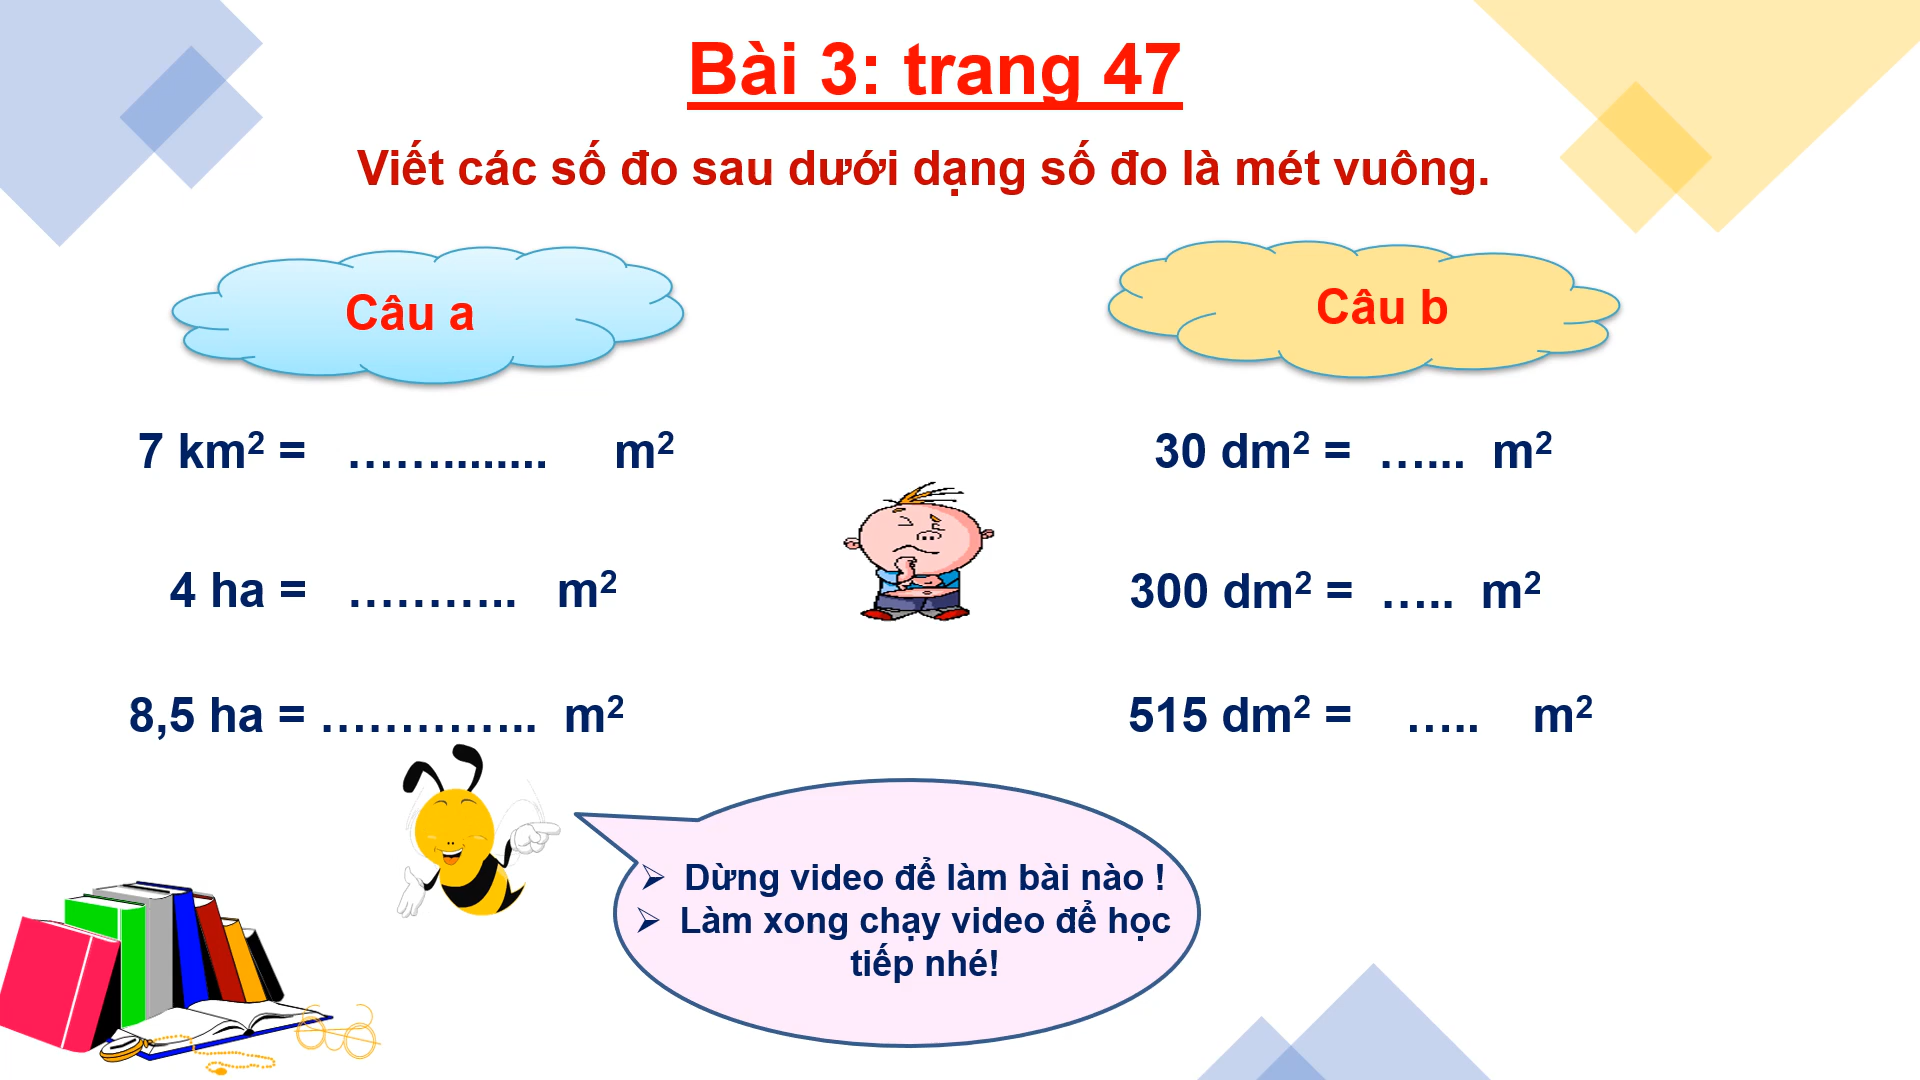 Bài 3: trang 47
Viết các số đo sau dưới dạng số đo là mét vuông.
Câu a
Câu b
7 km² = ……........ m²
30 dm² = …... m²
4 ha = ……….. m²
300 dm² = ….. m²
8,5 ha = ………….. m²
515 dm² = ….. m²
➢ Dừng video để làm bài nào !
➢ Làm xong chạy video để học
tiếp nhé!